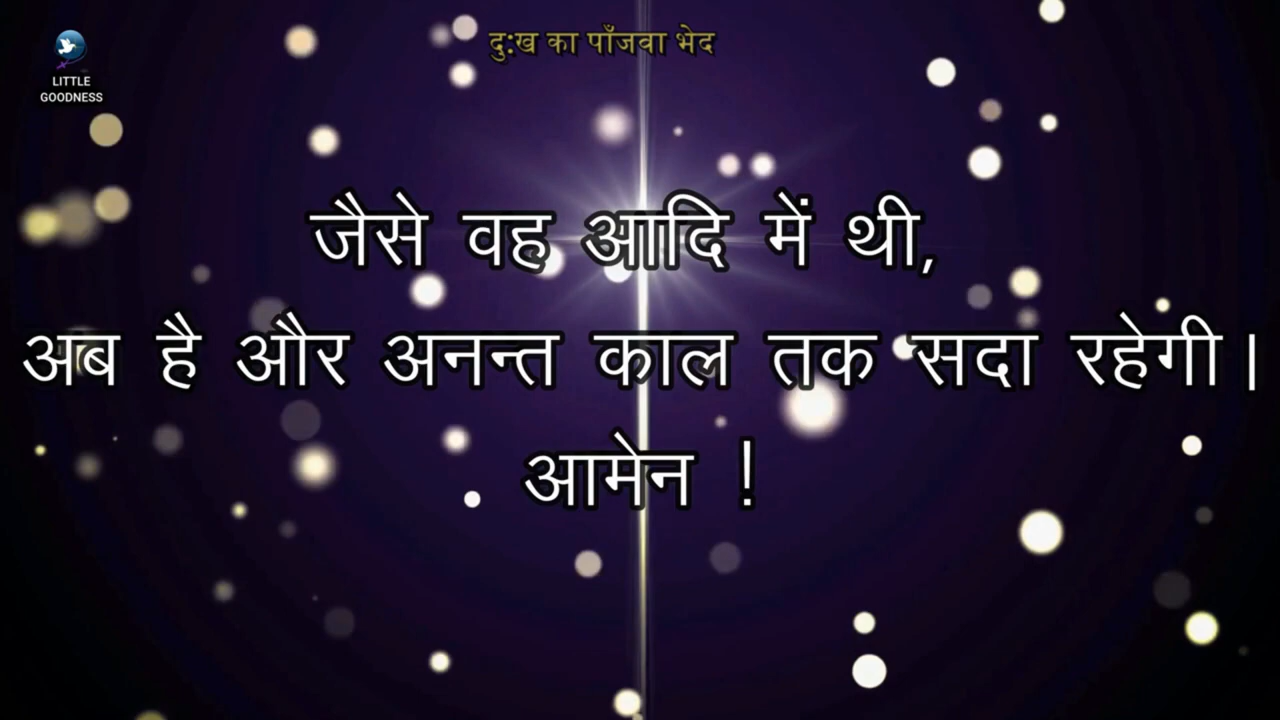 दुःख का पाँजवा भेद
LITTLE
GOODNESS
जैसे वह आदि में थी,
अब है और अनन्त काल तक सदा रहेगी।
आमेन !